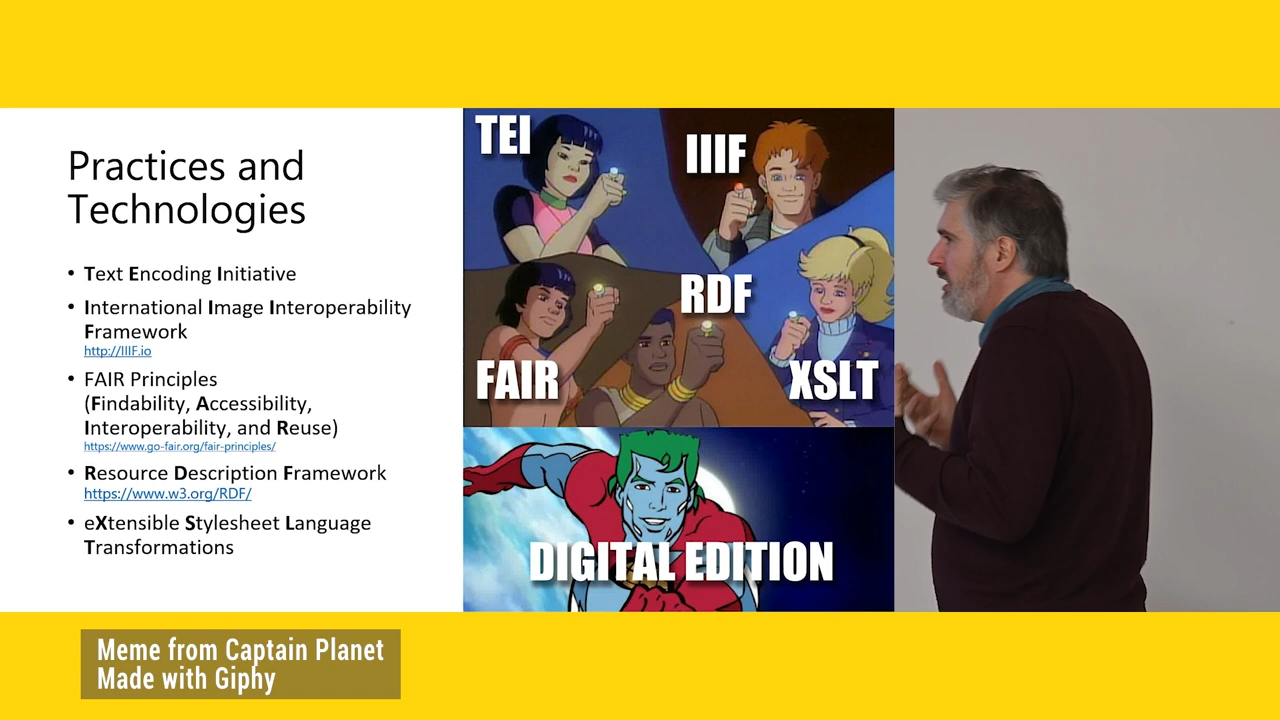 Practices and
Technologies
• Text Encoding Initiative
• International Image Interoperability
Framework
http://IIIF.io
• FAIR Principles
(Findability, Accessibility,
Interoperability, and Reuse)
https://www.go-fair.org/fair-principles/
• Resource Description Framework
https://www.w3.org/RDF/
• eXtensible Stylesheet Language
Transformations
TEI
IIIF
RDF
FAIR
XSLT
DIGITAL EDITION
Meme from Captain Planet
Made with Giphy